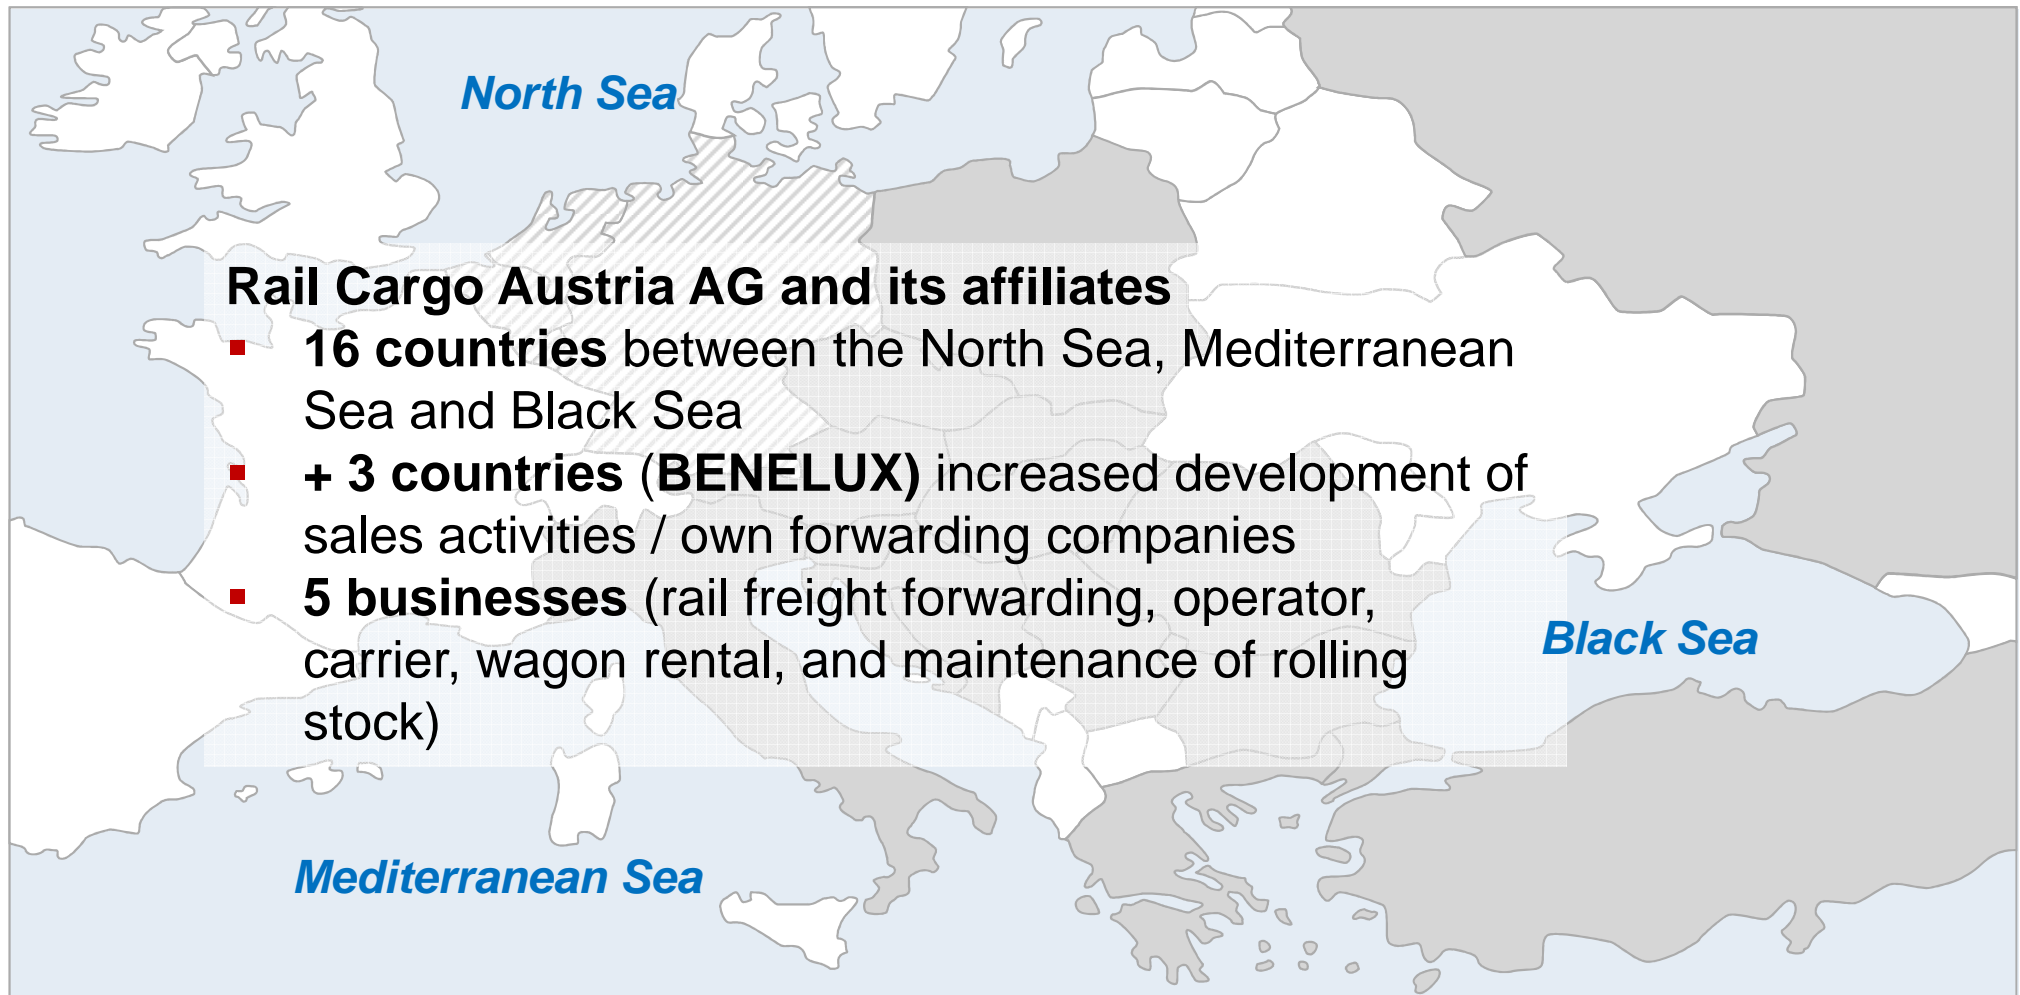 North Sea
Rail Cargo Austria AG and its affiliates
▪ 16 countries between the North Sea, Mediterranean
Sea and Black Sea
▪ + 3 countries (BENELUX) increased development of
sales activities / own forwarding companies
▪ 5 businesses (rail freight forwarding, operator,
carrier, wagon rental, and maintenance of rolling
stock)
Black Sea
Mediterranean Sea